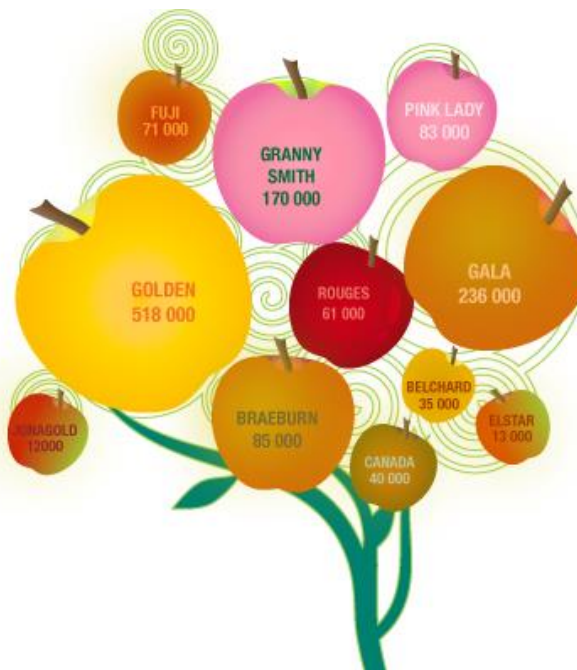 FUJI
71 000
PINK LADY
83 000
GRANNY
SMITH
170 000
GOLDEN
518 000
ROUGES
61 000
GALA
236 000
BELCHARD
35 000
JONAGOLD
12000
BRAEBURN
85 000
ELSTAR
13 000
CANADA
40 000